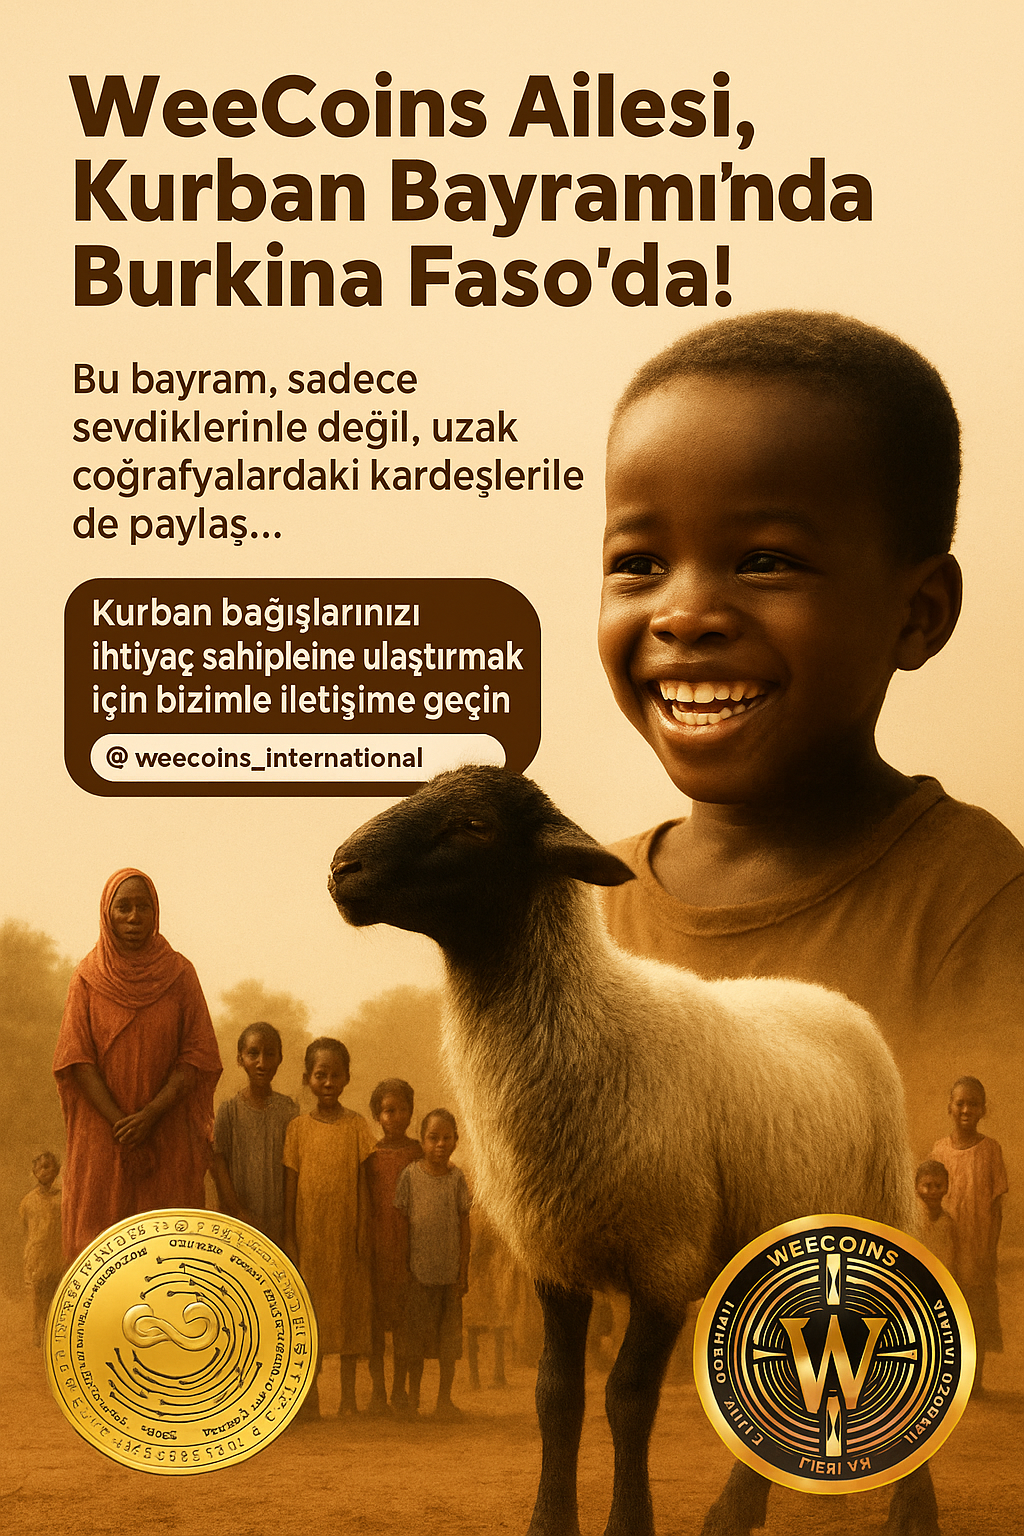 WeeCoins Ailesi,
Kurban Bayramı'nda
Burkina Faso'da!
Bu bayram, sadece
sevdiklerinle değil, uzak
coğrafyalardaki kardeşlerile
de paylaş...
Kurban bağışlarınızı
ihtiyaç sahipleine ulaştırmak
için bizimle iletişime geçin
@ weecoins_international
WEECOINS
W